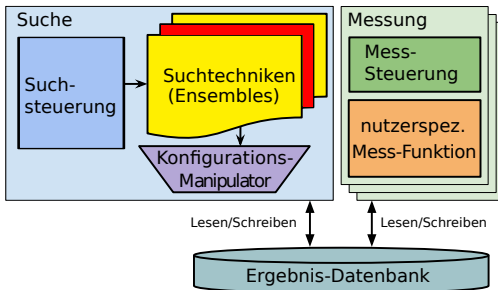 Suche
Such-
steuerung
Suchtechniken
(Ensembles)
Konfigurations-
Manipulator
Messung
Mess-
Steuerung
nutzerspez.
Mess-Funktion
Lesen/Schreiben
Lesen/Schreiben
Ergebnis-Datenbank